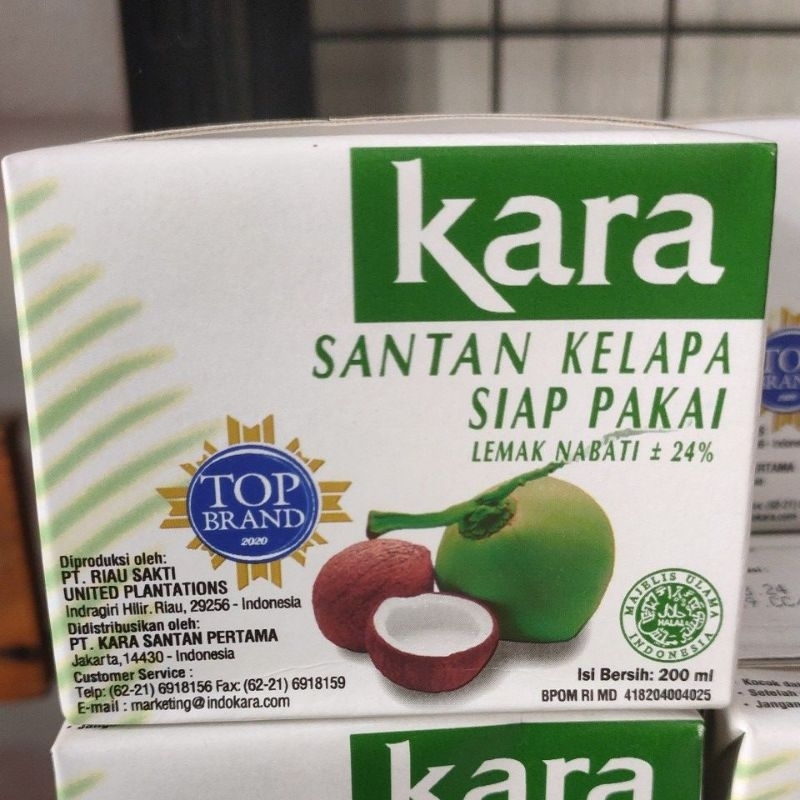 kara
SANTAN KELAPA
SIAP PAKAI
LEMAK NABATI ± 24%
TOP
BRAND
2020
Diproduksi oleh:
PT. RIAU SAKTI
UNITED PLANTATIONS
Indragiri Hilir. Riau, 29256 - Indonesia
Didistribusikan oleh:
PT. KARA SANTAN PERTAMA
Jakarta, 14430 - Indonesia
Customer Service :
Telp: (62-21) 6918156 Fax: (62-21) 6918159
E-mail : marketing@indokara.com
MAJELIS ULAMA
HALAL
INDONESIA
Isi Bersih: 200 ml
BPOM RI MD 418204004025
kara